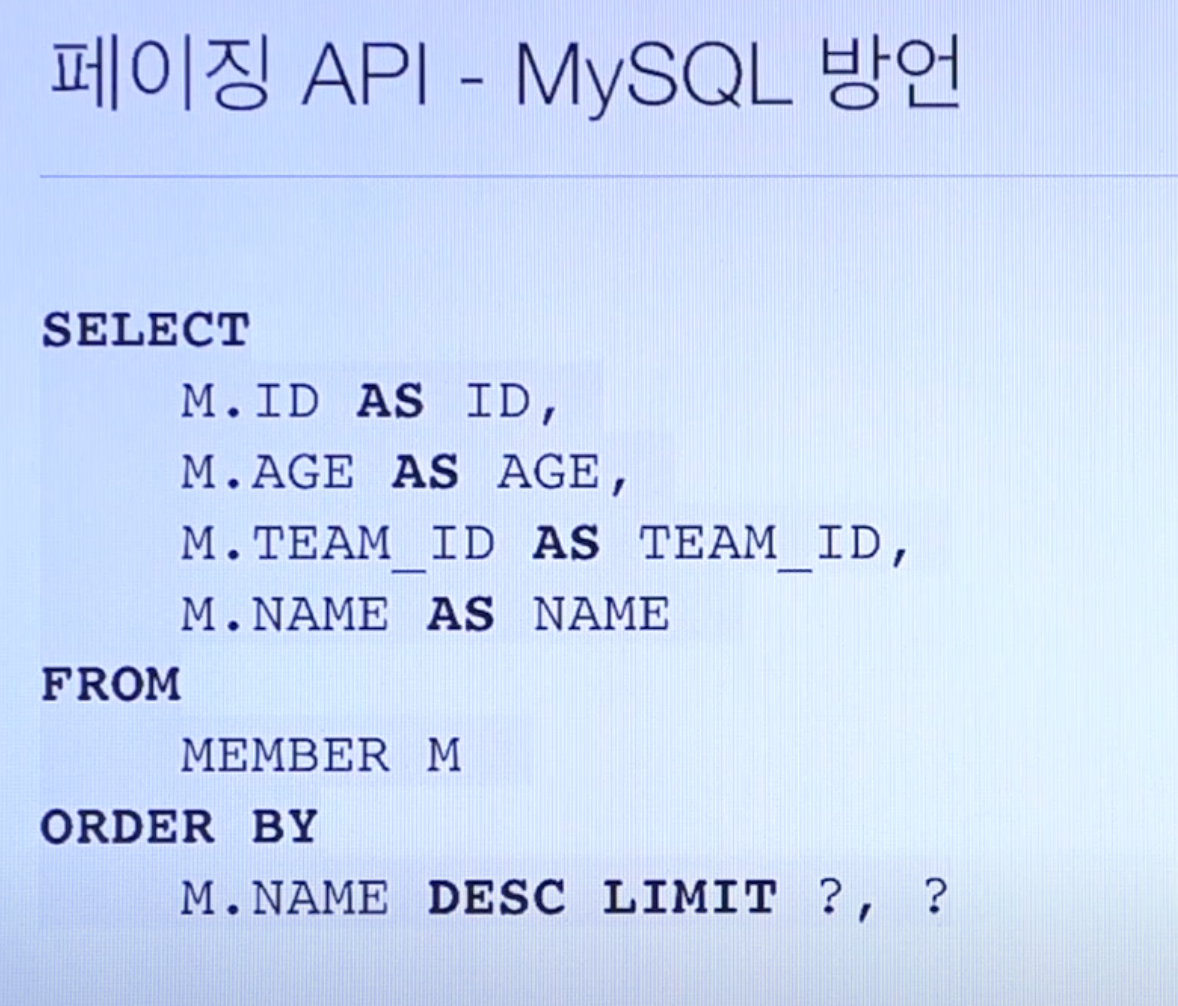 페이징 API - MySQL 방언
SELECT
M.ID AS ID,
M.AGE AS AGE,
M.TEAM_ID AS TEAM_ID,
M.NAME AS NAME
FROM
MEMBER M
ORDER BY
M.NAME DESC LIMIT ?, ?